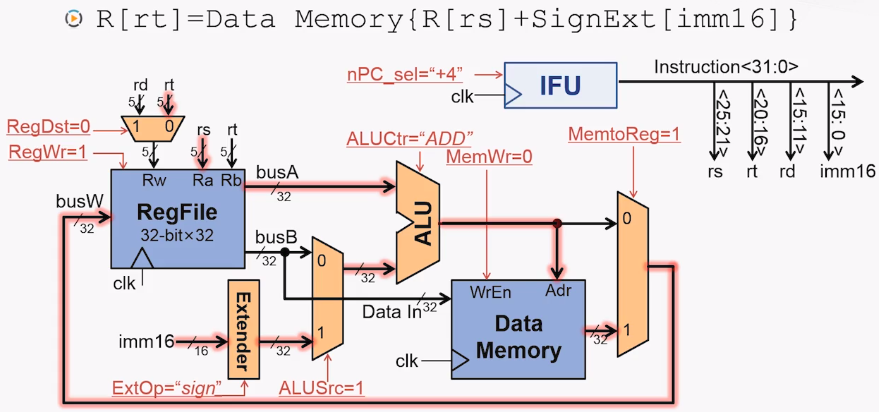 R[rt]=Data Memory{R[rs]+SignExt[imm16]}
nPC_sel="+4"
IFU
clk
Instruction<31:0>
<25:21>
<20:16>
<15:11>
<15: 0>
rs
rt
rd
imm16
rd
rt
5
5
1
0
RegDst=0
RegWr=1
5
rs
5
rt
5
Rw
Ra
Rb
RegFile
32-bit×32
clk
busW
32
busA
32
busB
32
ALUCtr="ADD"
MemWr=0
MemtoReg=1
ALU
0
1
32
Data In
32
WrEn
Adr
Data
Memory
clk
32
0
1
imm16
16
Extender
32
ExtOp="sign"
ALUSrc=1